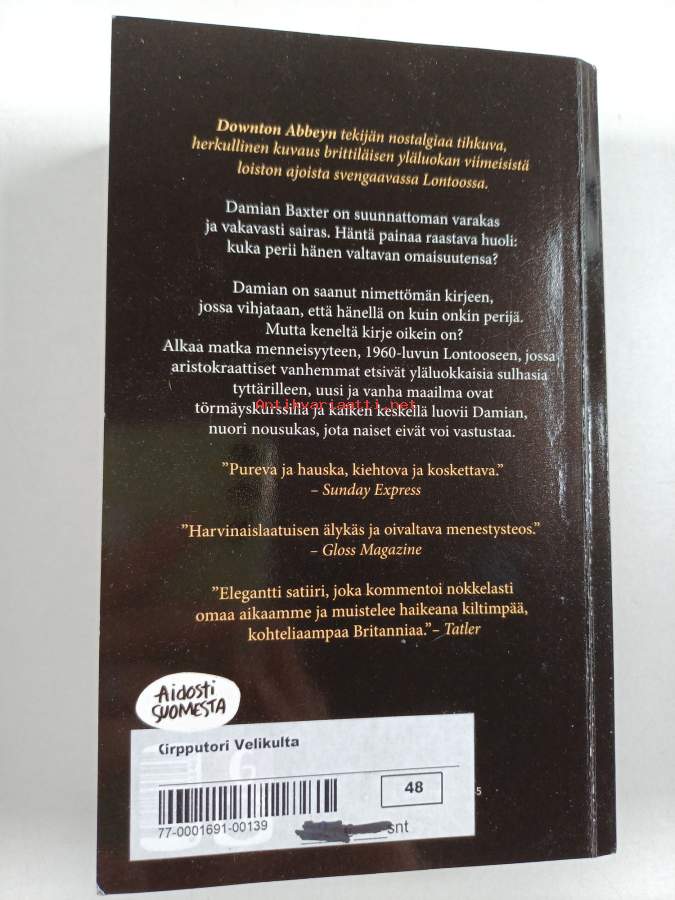 Downton Abbeyn tekijän nostalgiaa tihkuva,
herkullinen kuvaus brittiläisen yläluokan viimeisistä
loiston ajoista svengaavassa Lontoossa.
Damian Baxter on suunnattoman varakas
ja vakavasti sairas. Häntä painaa raastava huoli:
kuka perii hänen valtavan omaisuutensa?
Damian on saanut nimettömän kirjeen,
jossa vihjataan, että hänellä on kuin onkin perijä.
Mutta keneltä kirje oikein on?
Alkaa matka menneisyyteen, 1960-luvun Lontooseen, jossa
aristokraattiset vanhemmat etsivät yläluokkaisia sulhasia
tyttärilleen, uusi ja vanha maailma ovat
Antikvariaatti.net
törmäyskurssilla ja kaiken keskellä luovii Damian,
nuori nousukas, jota naiset eivät voi vastustaa.
”Pureva ja hauska, kiehtova ja koskettava.”
– Sunday Express
”Harvinaislaatuisen älykäs ja oivaltava menestysteos.”
– Gloss Magazine
”Elegantti satiiri, joka kommentoi nokkelasti
omaa aikaamme ja muistelee haikeana kiltimpää,
kohteliaampaa Britanniaa.”– Tatler
Aidosti
SUOMESTA
Kirpputori Velikulta
48
5
77-0001691-00139
snt